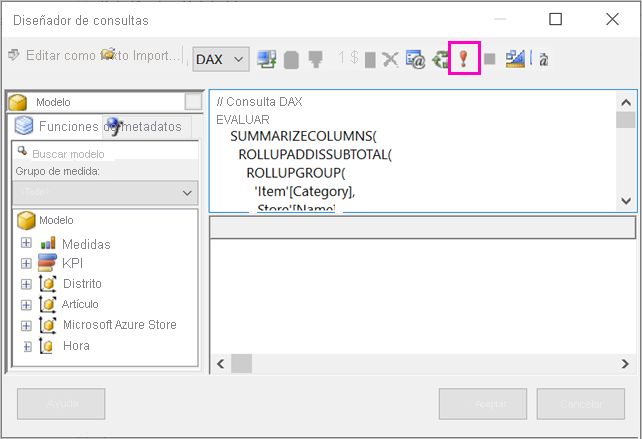 Diseñador de consultas
Editar como texto Import...
DAX
1 $
a
Modelo
Funciones de metadatos
Buscar modelo
Grupo de medida:
Modelo
Medidas
KPI
Distrito
Artículo
Microsoft Azure Store
Hora
// Consulta DAX
EVALUAR
SUMMARIZECOLUMNS(
ROLLUPADDISSUBTOTAL(
ROLLUPGROUP(
'Item'[Category],
Store'[Name]
Ayuda
Aceptar
Cancelar